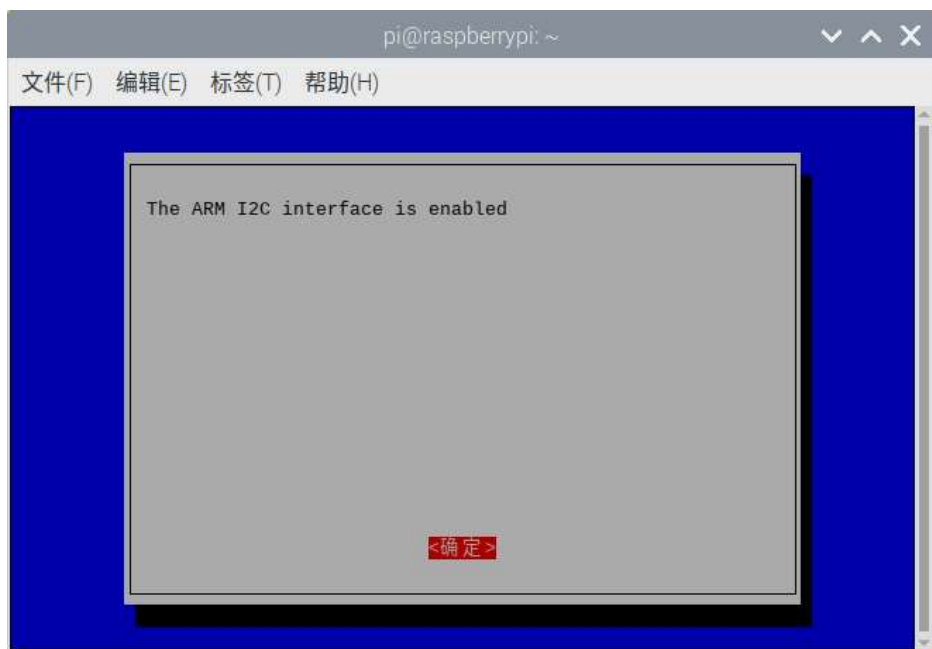 pi@raspberrypi: ~
文件(F) 编辑(E) 标签(T) 帮助(H)
The ARM I2C interface is enabled
<确定>